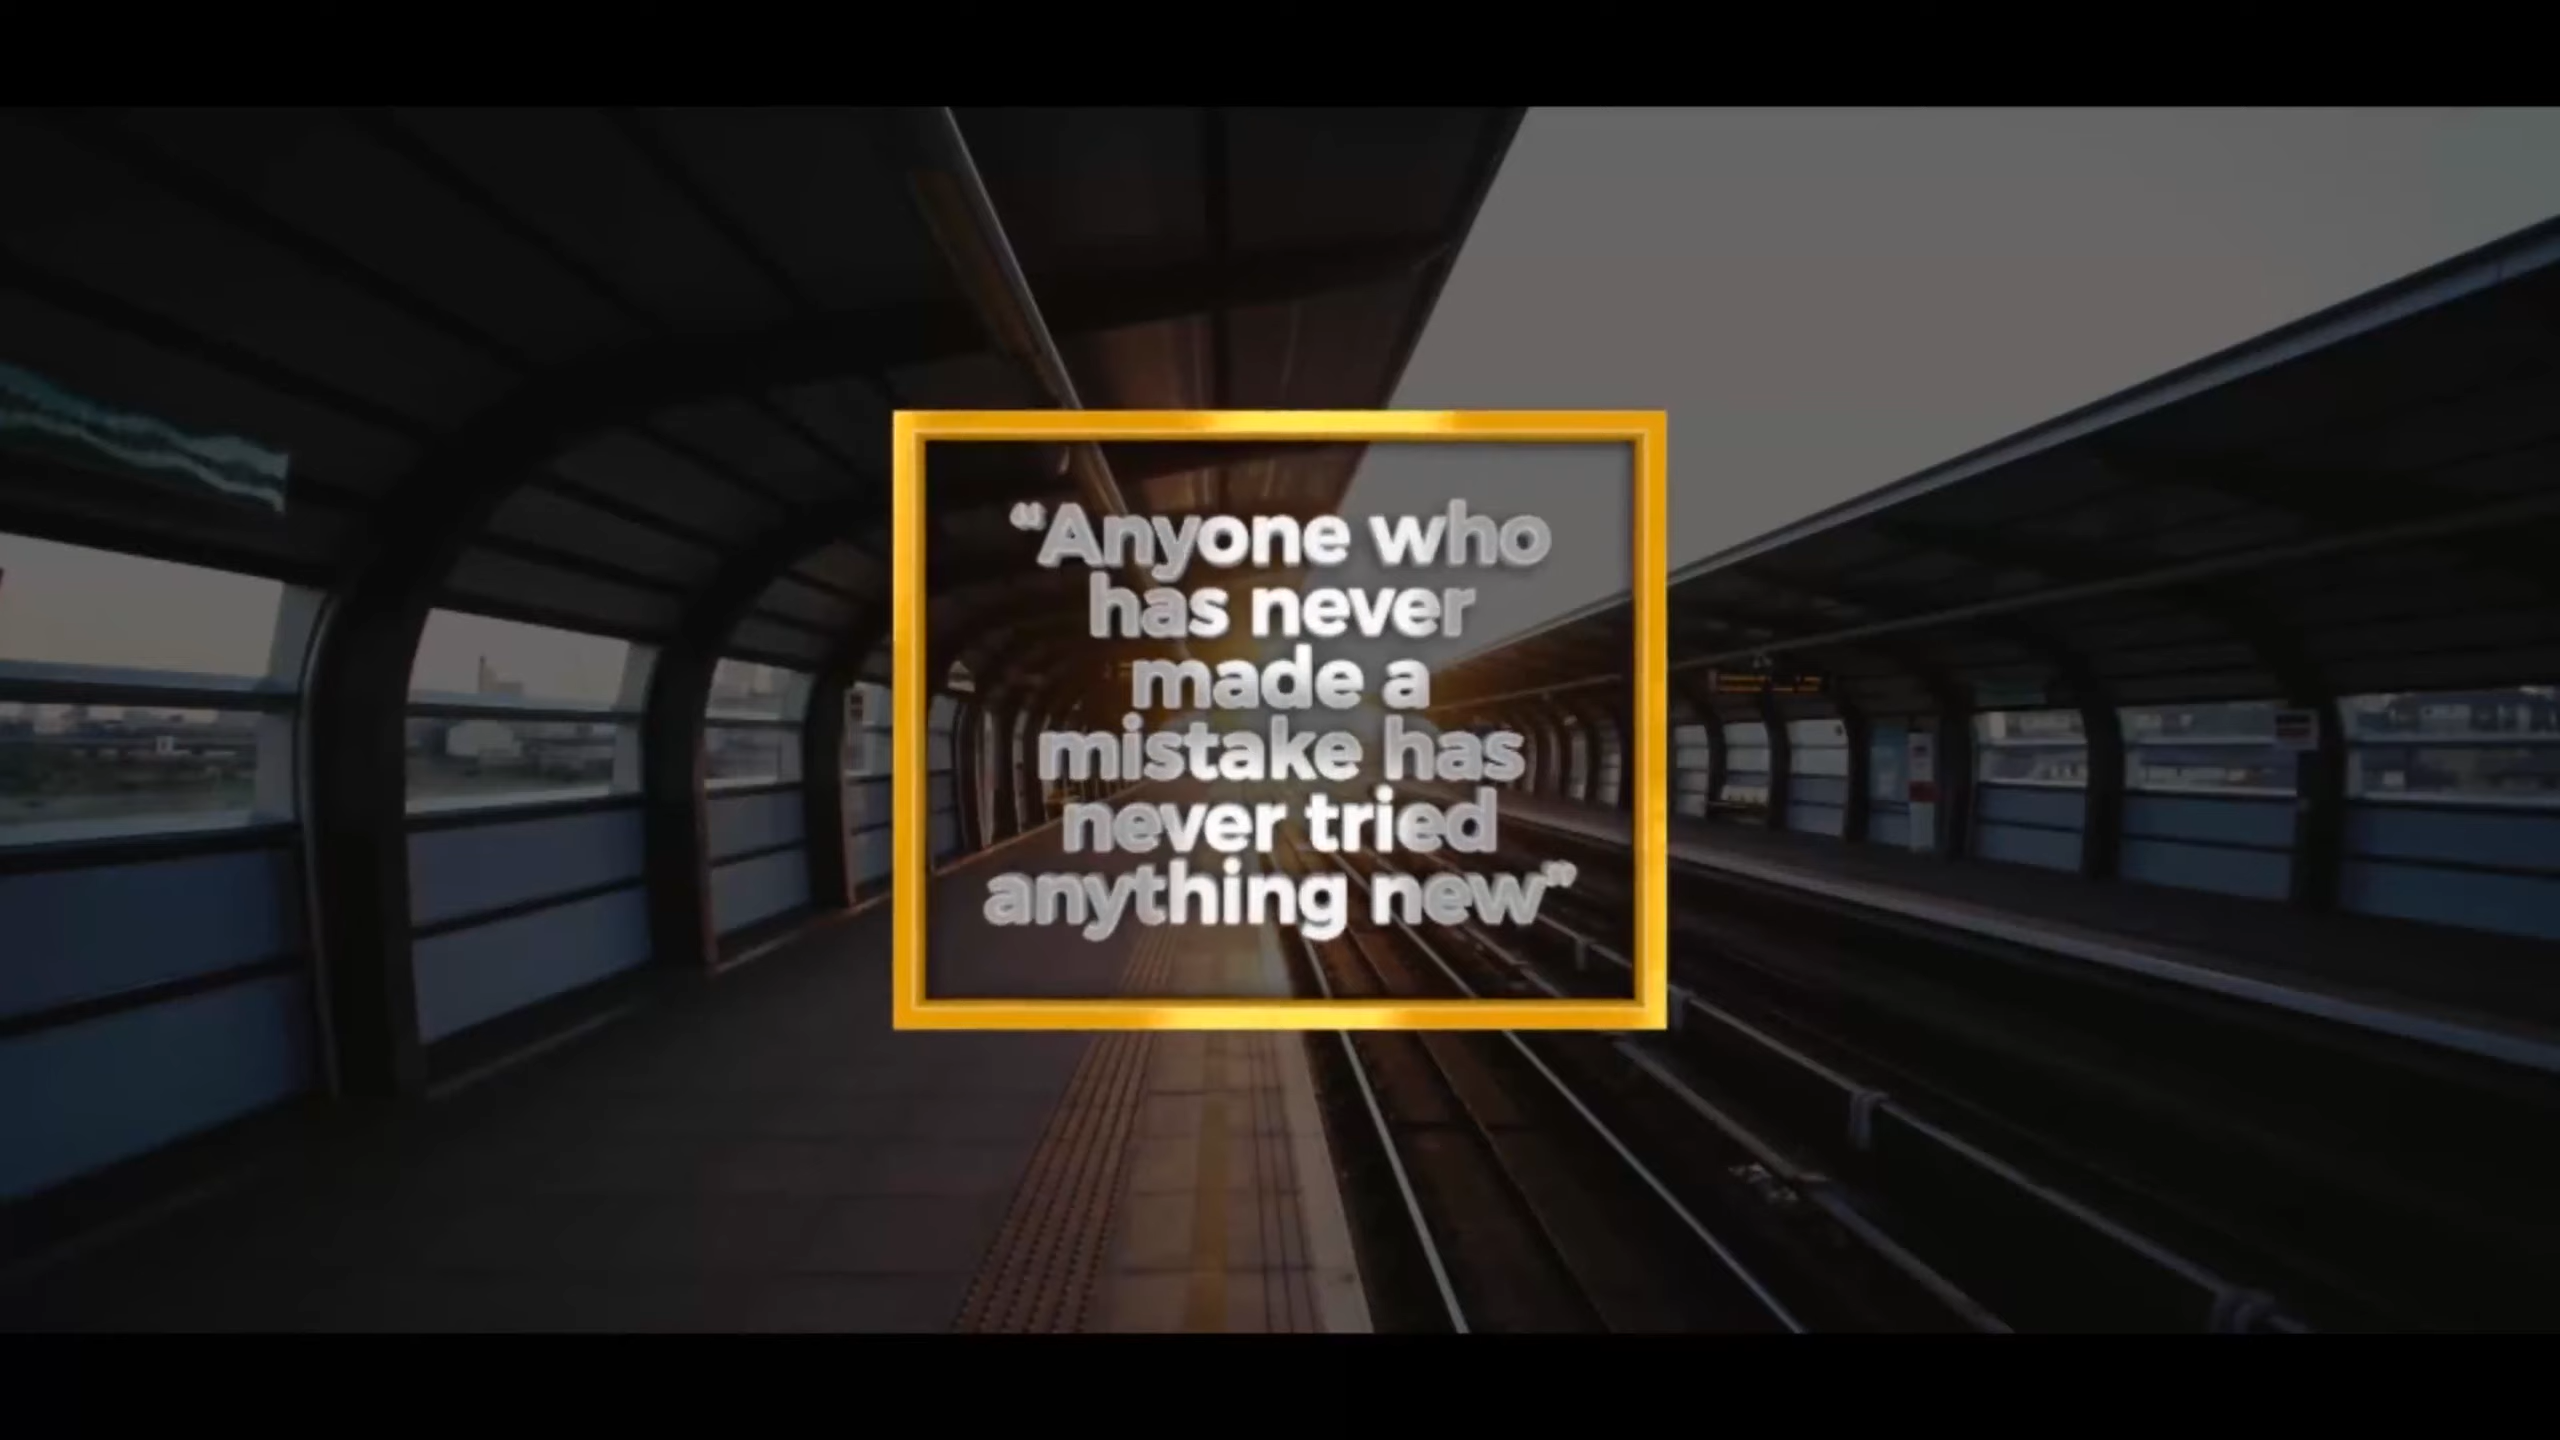 “Anyone who
has never
made a
mistake has
never tried
anything new”